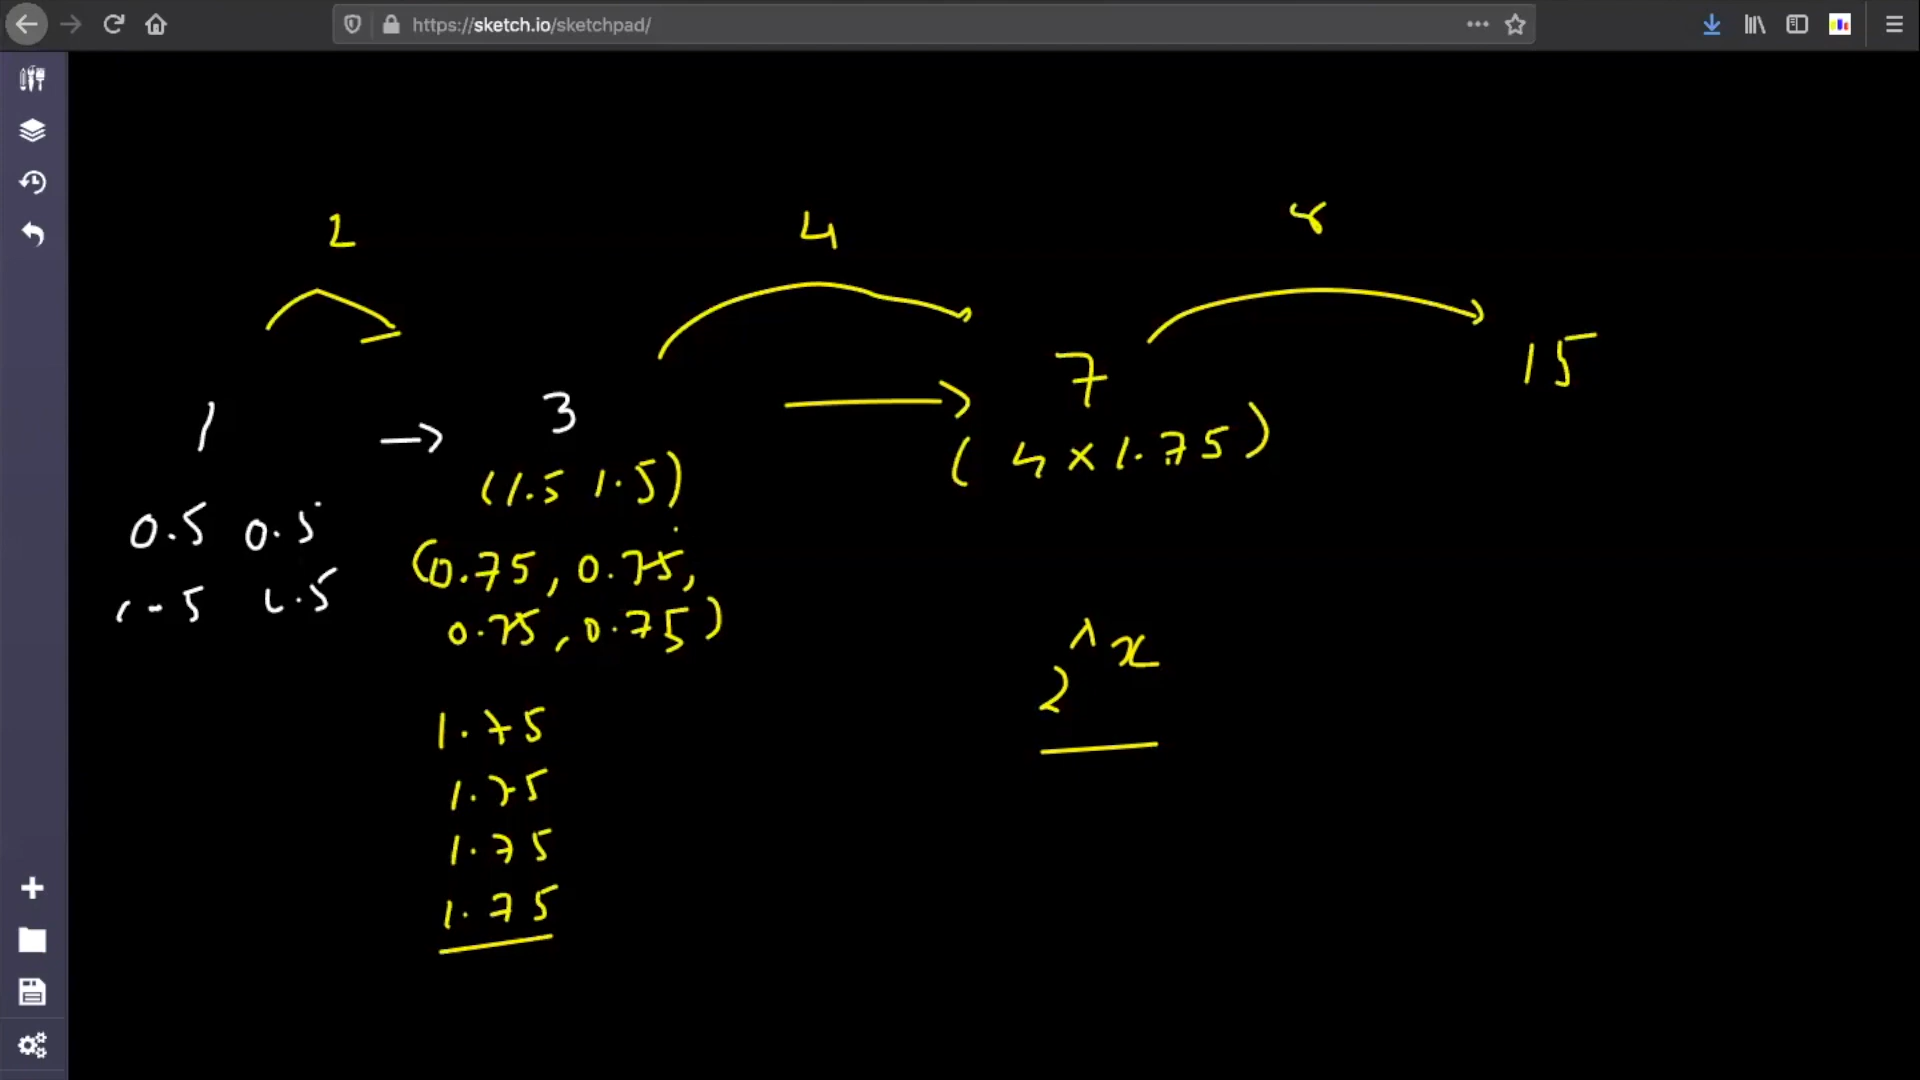 https://sketch.io/sketchpad/
2 4 8
1 → 3 → 7 15
(1.5 1.5) (4 x 1.75)
0.5 0.5
(0.75, 0.75,
1.5 1.5
0.75, 0.75)
2^x
1.75
1.75
1.75
1.75